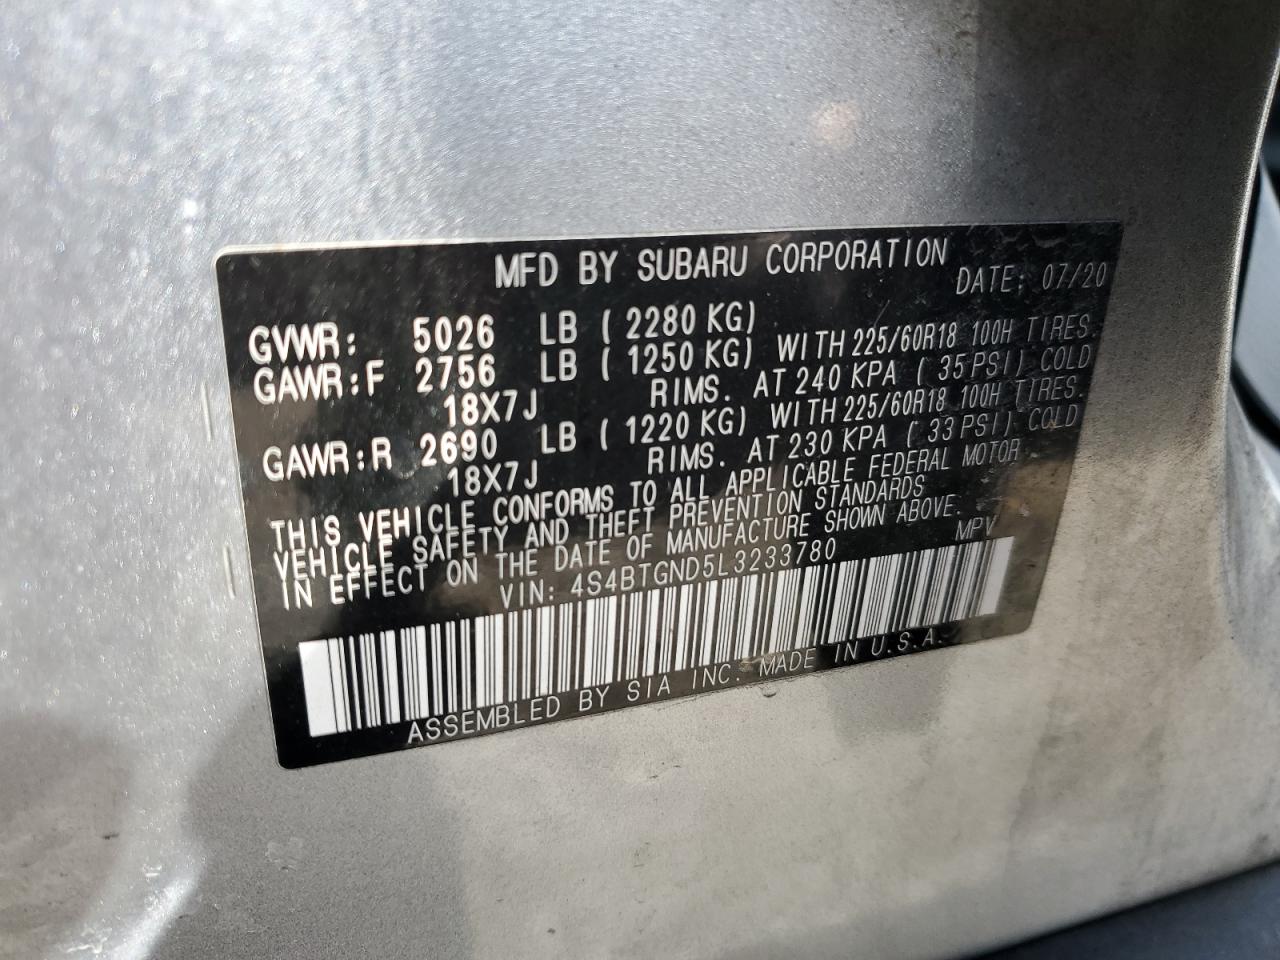 MFD BY SUBARU CORPORATION
DATE: 07/20
GVWR: 5026 LB ( 2280 KG)
GAWR:F 2756 LB ( 1250 KG) WITH 225/60R18 100H TIRES.
18X7J RIMS. AT 240 KPA ( 35 PSI) COLD
GAWR:R 2690 LB ( 1220 KG) WITH 225/60R18 100H TIRES.
18X7J RIMS. AT 230 KPA ( 33 PSI) COLD
THIS VEHICLE CONFORMS TO ALL APPLICABLE FEDERAL MOTOR
VEHICLE SAFETY AND THEFT PREVENTION STANDARDS
IN EFFECT ON THE DATE OF MANUFACTURE SHOWN ABOVE.
VIN: 4S4BTGND5L3233780 MPV
ASSEMBLED BY SIA INC. MADE IN U.S.A.